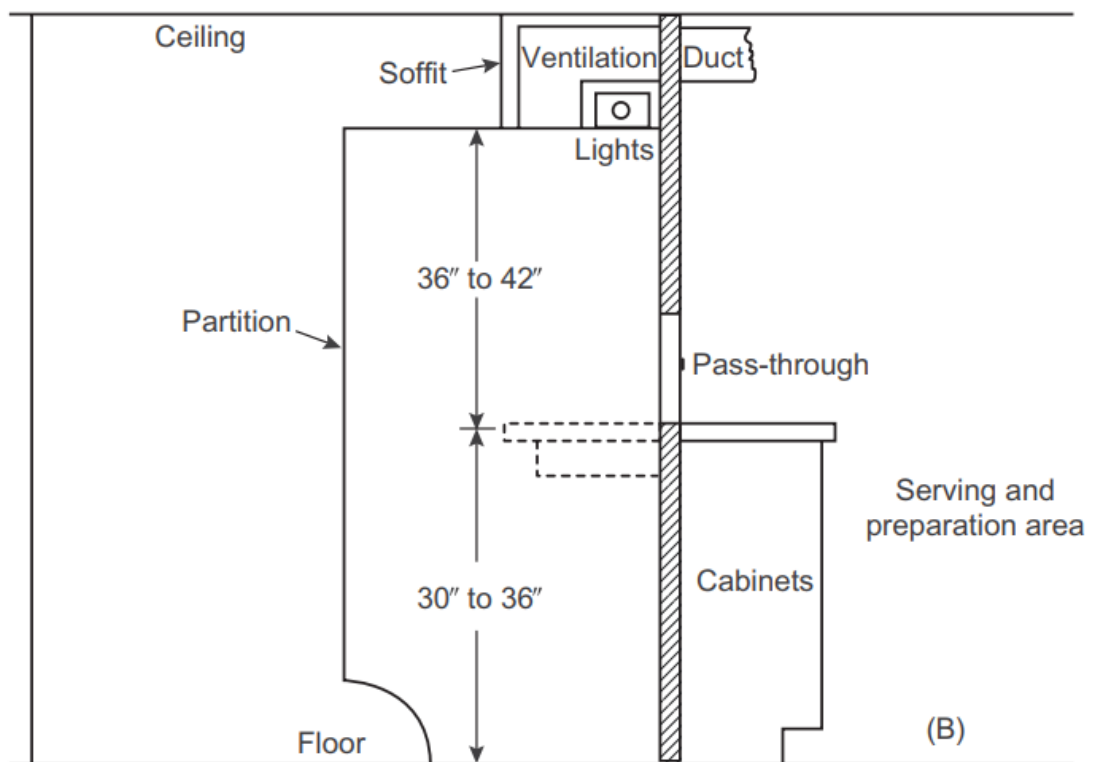 Ceiling
Soffit
Ventilation
Duct
Lights
36″ to 42″
Partition
Pass-through
Serving and
preparation area
Cabinets
30″ to 36″
Floor
(B)